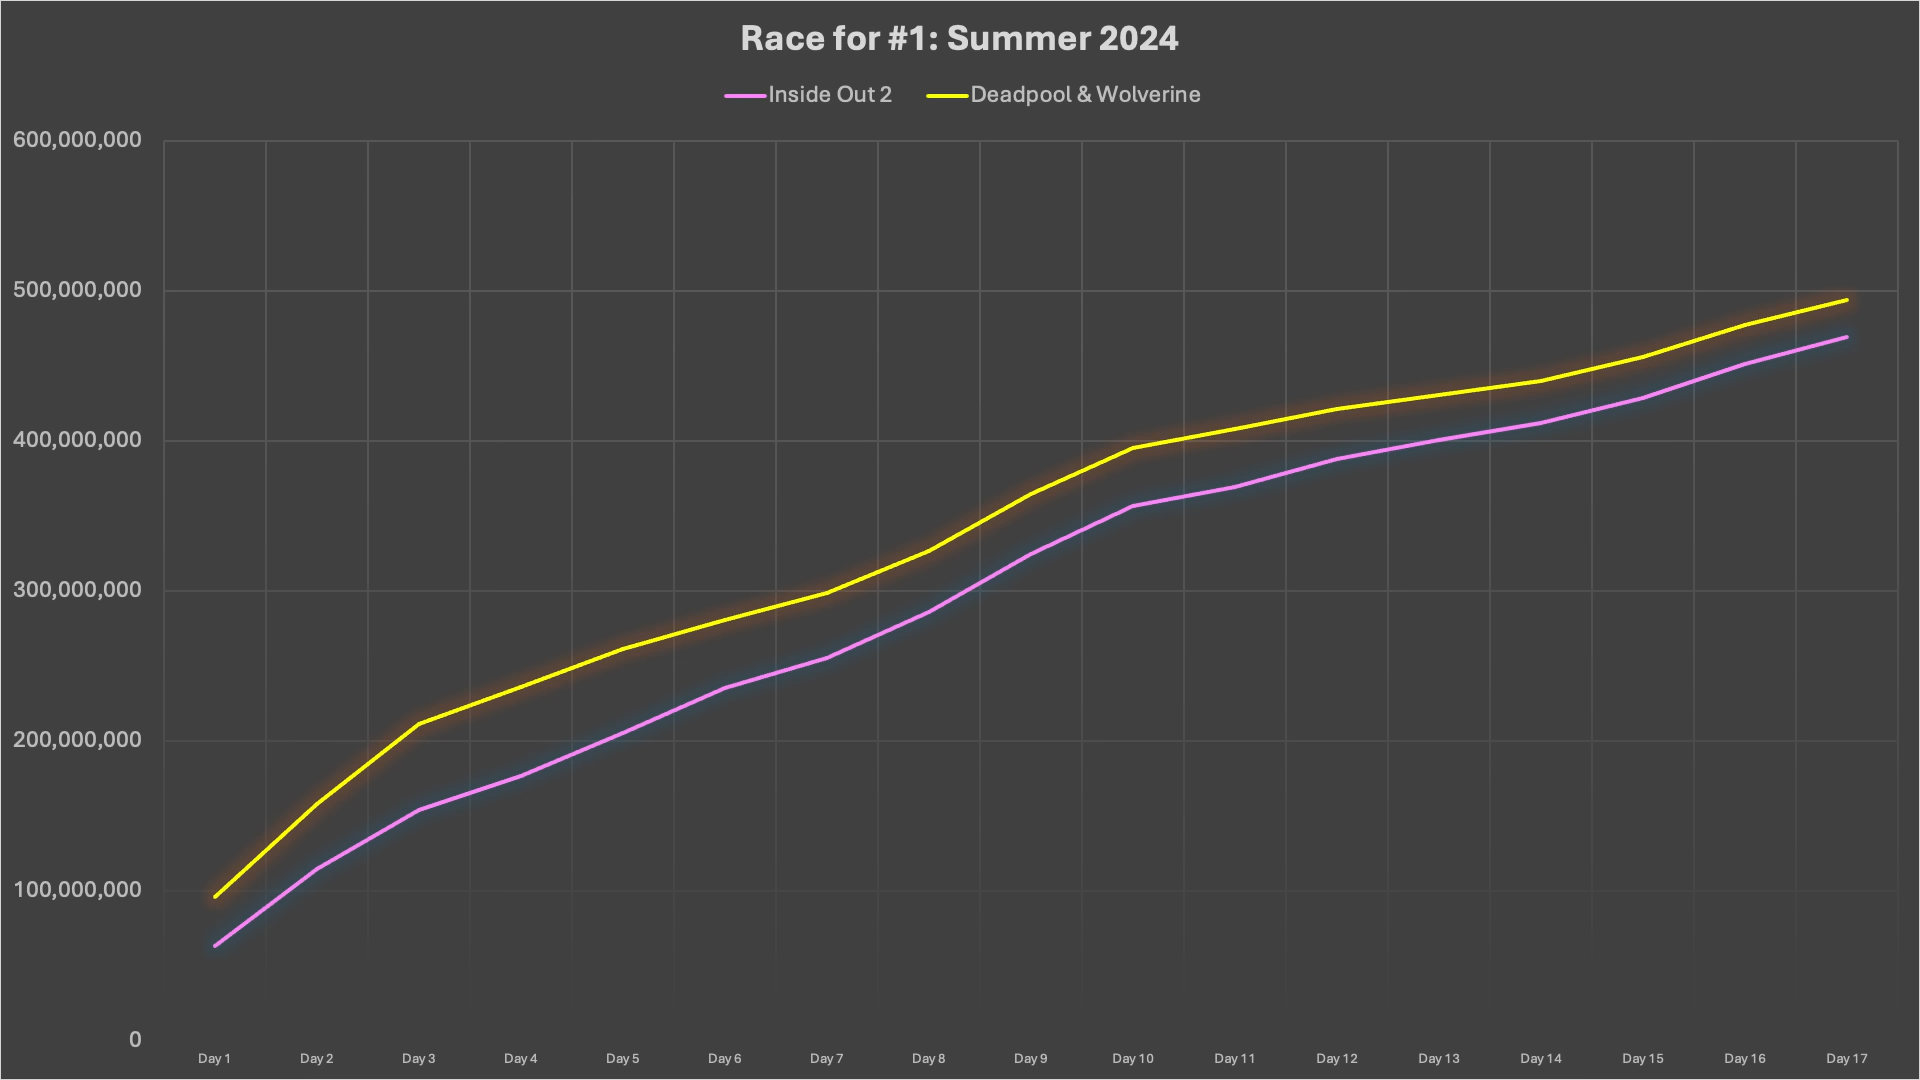 Race for #1: Summer 2024
Inside Out 2 Deadpool & Wolverine
600,000,000
500,000,000
400,000,000
300,000,000
200,000,000
100,000,000
0
Day 1 Day 2 Day 3 Day 4 Day 5 Day 6 Day 7 Day 8 Day 9 Day 10 Day 11 Day 12 Day 13 Day 14 Day 15 Day 16 Day 17